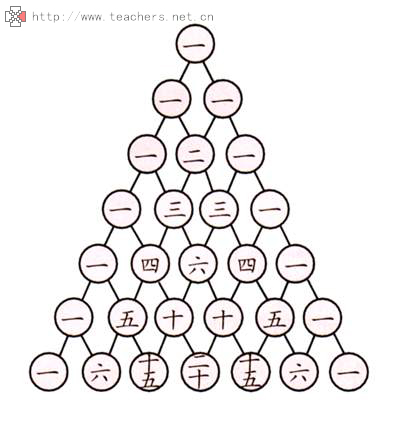 http://www.teachers.net.cn
一
一 一
一 二 一
一 三 三 一
一 四 六 四 一
一 五 十 十 五 一
一 六 十五 二十 十五 六 一